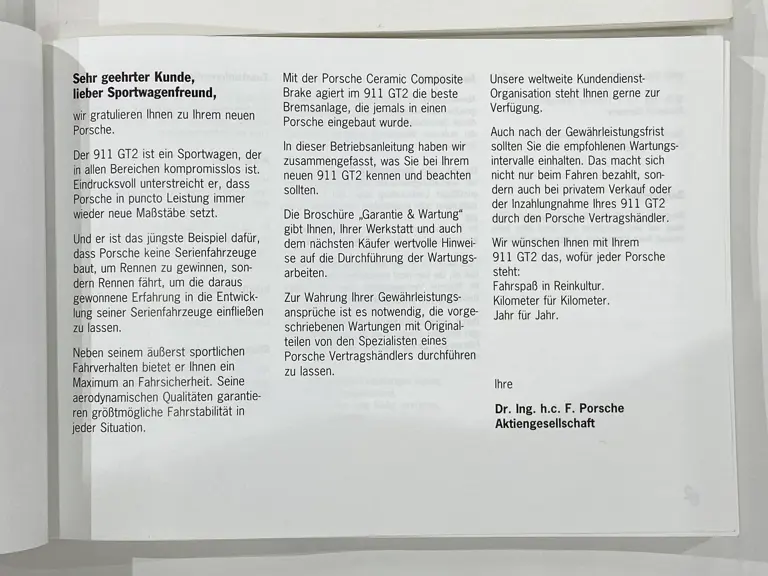 Sehr geehrter Kunde,
lieber Sportwagenfreund,
wir gratulieren Ihnen zu Ihrem neuen
Porsche.
Der 911 GT2 ist ein Sportwagen, der
in allen Bereichen kompromisslos ist.
Eindrucksvoll unterstreicht er, dass
Porsche in puncto Leistung immer
wieder neue Maßstäbe setzt.
Und er ist das jüngste Beispiel dafür,
dass Porsche keine Serienfahrzeuge
baut, um Rennen zu gewinnen, son-
dern Rennen fährt, um die daraus
gewonnene Erfahrung in die Entwick-
lung seiner Serienfahrzeuge einfließen
zu lassen.
Neben seinem äußerst sportlichen
Fahrverhalten bietet er Ihnen ein
Maximum an Fahrsicherheit. Seine
aerodynamischen Qualitäten garantie-
ren größtmögliche Fahrstabilität in
jeder Situation.
Mit der Porsche Ceramic Composite
Brake agiert im 911 GT2 die beste
Bremsanlage, die jemals in einen
Porsche eingebaut wurde.
In dieser Betriebsanleitung haben wir
zusammengefasst, was Sie bei Ihrem
neuen 911 GT2 kennen und beachten
sollten.
Die Broschüre „Garantie & Wartung“
gibt Ihnen, Ihrer Werkstatt und auch
dem nächsten Käufer wertvolle Hinwei-
se auf die Durchführung der Wartungs-
arbeiten.
Zur Wahrung Ihrer Gewährleistungs-
ansprüche ist es notwendig, die vorge-
schriebenen Wartungen mit Original-
teilen von den Spezialisten eines
Porsche Vertragshändlers durchführen
zu lassen.
Unsere weltweite Kundendienst-
Organisation steht Ihnen gerne zur
Verfügung.
Auch nach der Gewährleistungsfrist
sollten Sie die empfohlenen Wartungs-
intervalle einhalten. Das macht sich
nicht nur beim Fahren bezahlt, son-
dern auch bei privatem Verkauf oder
der Inzahlungnahme Ihres 911 GT2
durch den Porsche Vertragshändler.
Wir wünschen Ihnen mit Ihrem
911 GT2 das, wofür jeder Porsche
steht:
Fahrspaß in Reinkultur.
Kilometer für Kilometer.
Jahr für Jahr.
Ihre
Dr. Ing. h.c. F. Porsche
Aktiengesellschaft